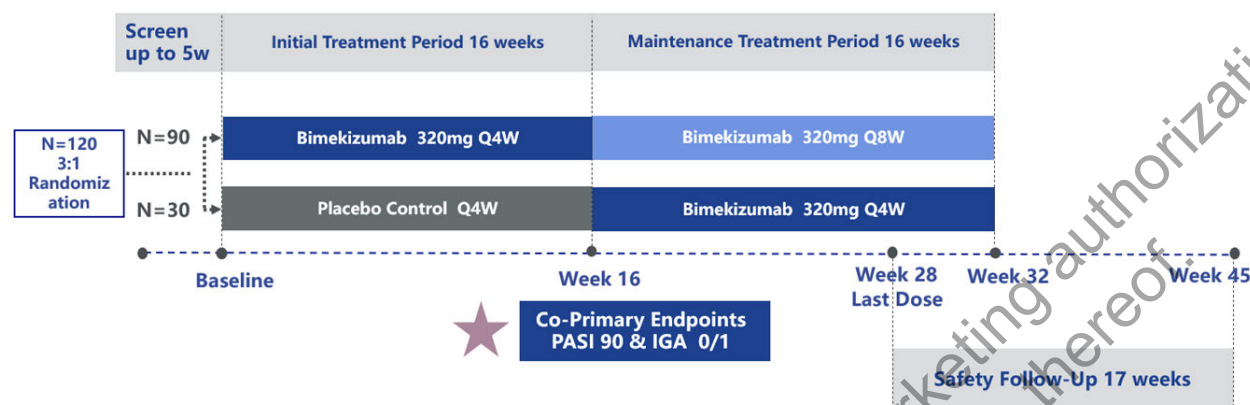 Screen
up to 5w
Initial Treatment Period 16 weeks
Maintenance Treatment Period 16 weeks
N=120
3:1
Randomiz
ation
N=90
Bimekizumab 320mg Q4W
Bimekizumab 320mg Q8W
N=30
Placebo Control Q4W
Bimekizumab 320mg Q4W
Baseline
Week 16
Week 28
Last Dose
Week 32
Week 45
Co-Primary Endpoints
PASI 90 & IGA 0/1
Safety Follow-Up 17 weeks
thereof.